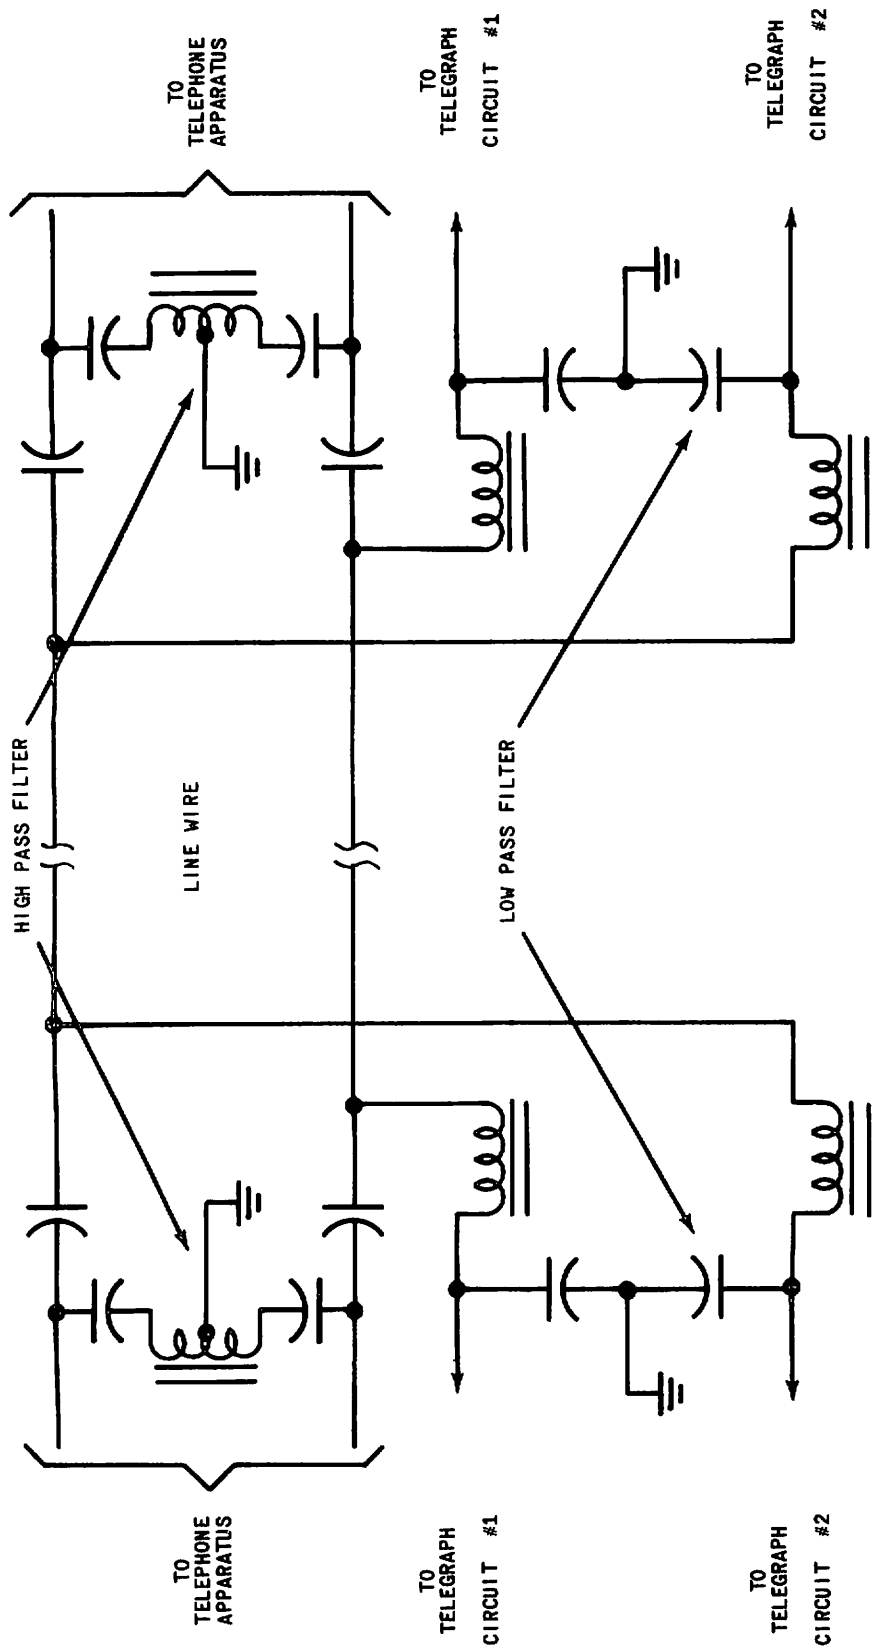 TO
TELEPHONE
APPARATUS
HIGH PASS FILTER
TO
TELEPHONE
APPARATUS
LINE WIRE
TO
TELEGRAPH
CIRCUIT #1
TO
TELEGRAPH
CIRCUIT #1
LOW PASS FILTER
TO
TELEGRAPH
CIRCUIT #2
TO
TELEGRAPH
CIRCUIT #2